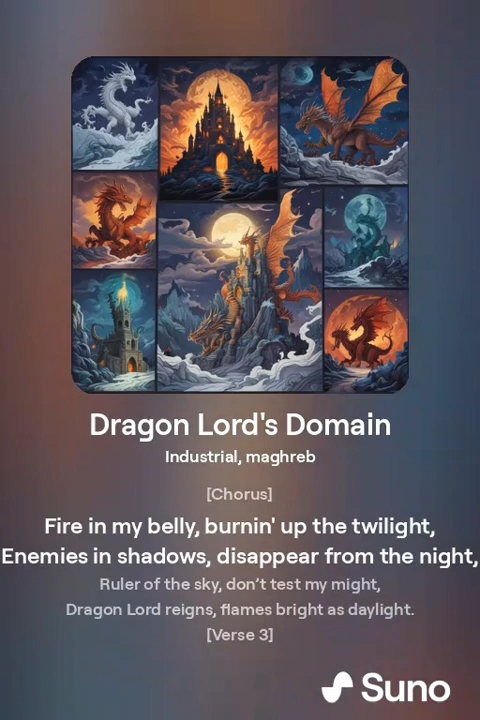 Dragon Lord's Domain
Industrial, maghreb
[Chorus]
Fire in my belly, burnin' up the twilight,
Enemies in shadows, disappear from the night,
Ruler of the sky, don’t test my might,
Dragon Lord reigns, flames bright as daylight.
[Verse 3]
Suno